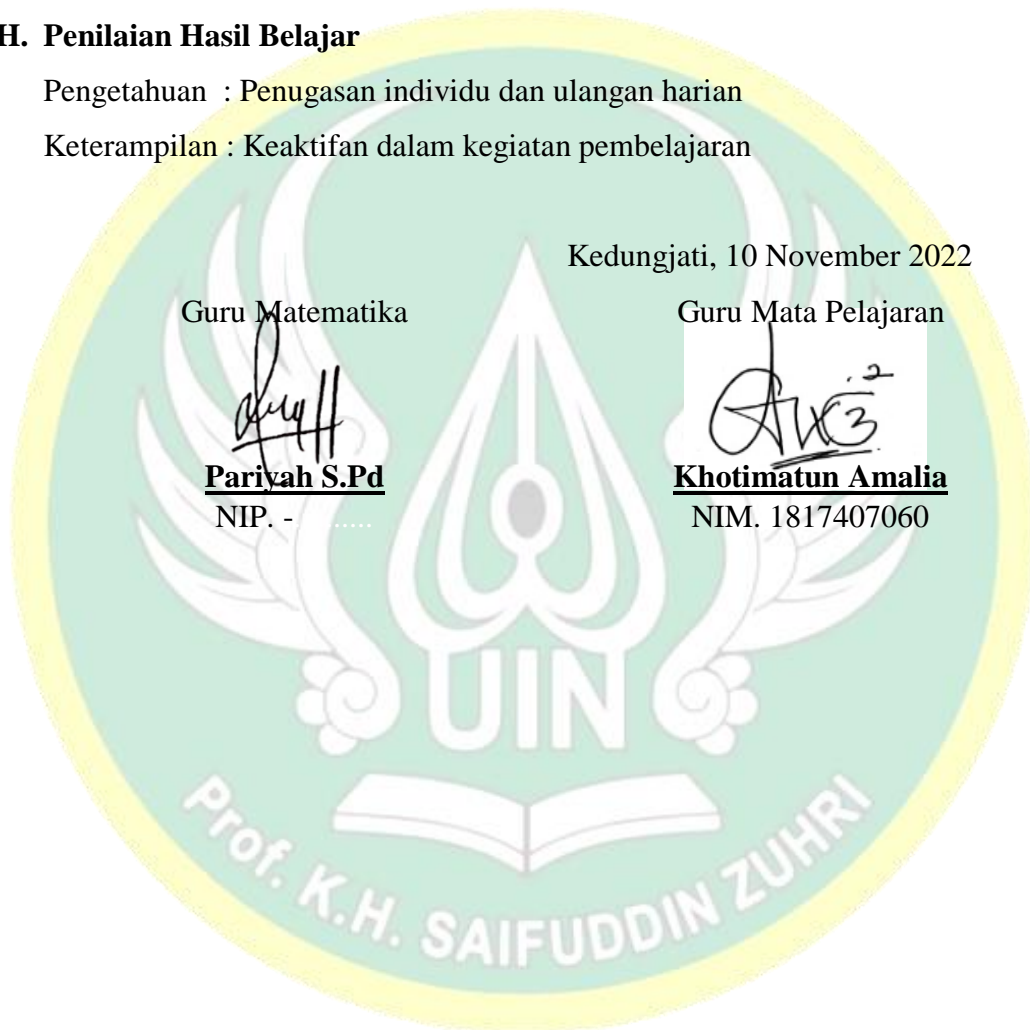 H. Penilaian Hasil Belajar
Pengetahuan : Penugasan individu dan ulangan harian
Keterampilan : Keaktifan dalam kegiatan pembelajaran
Kedungjati, 10 November 2022
Guru Matematika Guru Mata Pelajaran
Pariyah S.Pd Khotimatun Amalia
NIP. -.......... NIM. 1817407060
UIN
Prof. K.H. SAIFUDDIN ZUHRI